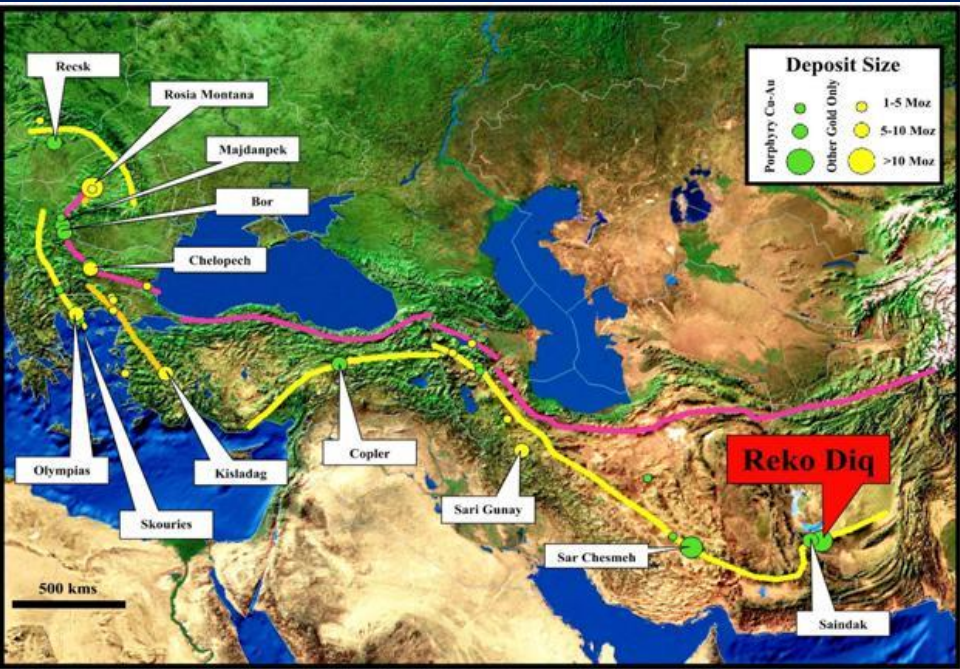 Recsk
Rosia Montana
Majdanpek
Bor
Chelopech
Deposit Size
Porphyry Cu-Au
Other Gold Only
1-5 Moz
5-10 Moz
>10 Moz
Olympias
Skouries
Kisladag
Copler
Sari Gunay
Sar Chesmeh
Reko Diq
Saindak
500 kms